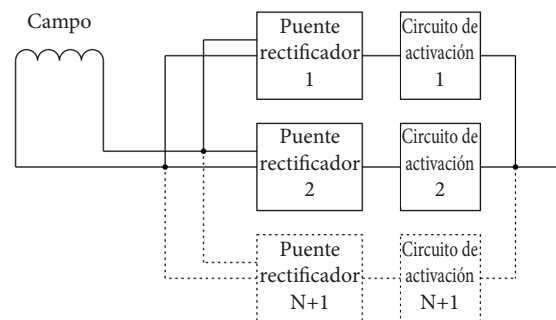 Campo
Puente
rectificador
1
Circuito de
activación
1
Puente
rectificador
2
Circuito de
activación
2
Puente
rectificador
N+1
Circuito de
activación
N+1